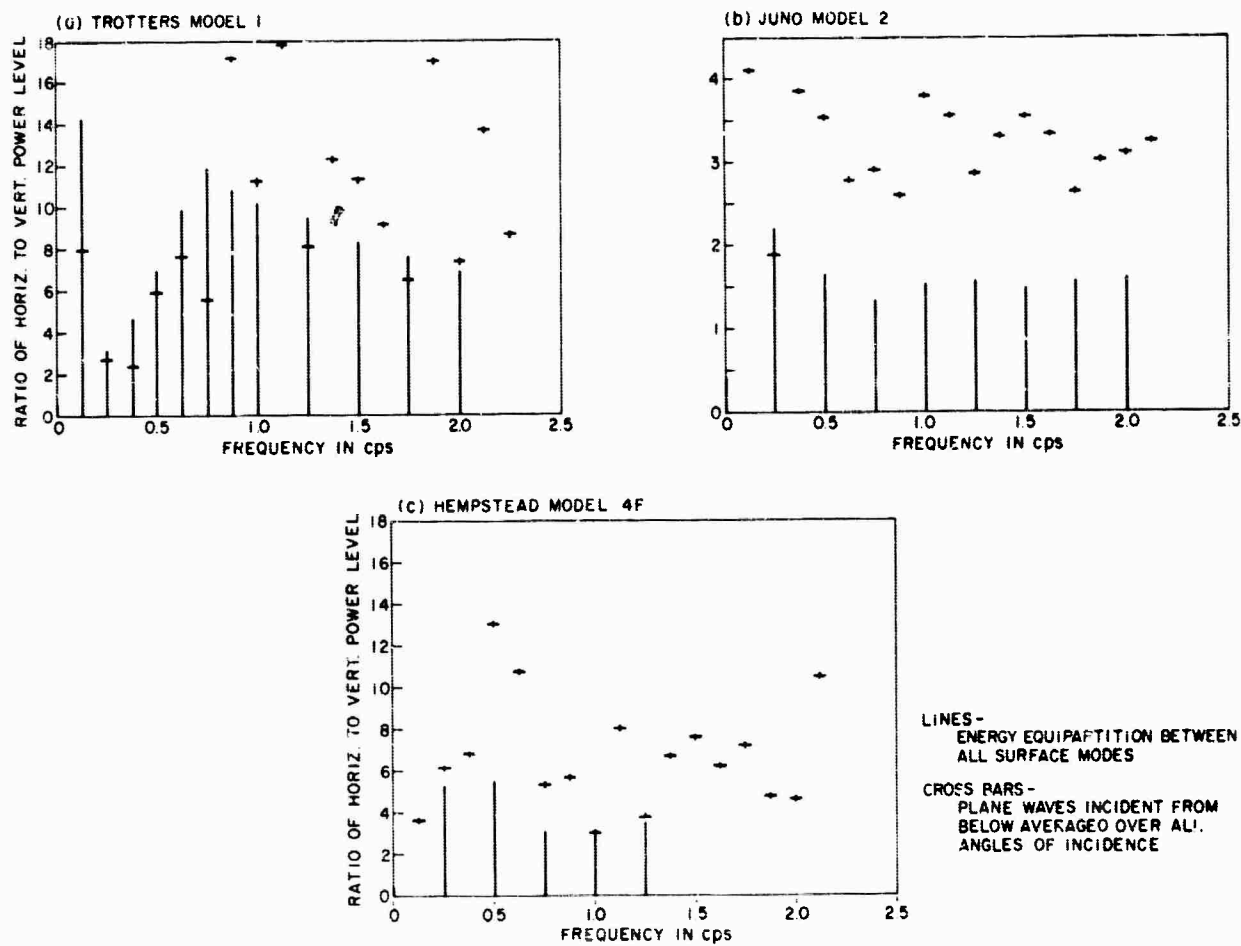 (a) TROTTERS MODEL 1
RATIO OF HORIZ. TO VERT. POWER LEVEL
18
16
14
12
10
8
6
4
2
0
0 0.5 1.0 1.5 2.0 2.5
FREQUENCY IN cps
(b) JUNO MODEL 2
4
3
2
1
0
0 0.5 1.0 1.5 2.0 2.5
FREQUENCY IN cps
(c) HEMPSTEAD MODEL 4F
RATIO OF HORIZ. TO VERT. POWER LEVEL
18
16
14
12
10
8
6
4
2
0
0 0.5 1.0 1.5 2.0 2.5
FREQUENCY IN cps
LINES-
ENERGY EQUIPARTITION BETWEEN
ALL SURFACE MODES
CROSS BARS-
PLANE WAVES INCIDENT FROM
BELOW AVERAGED OVER ALL
ANGLES OF INCIDENCE